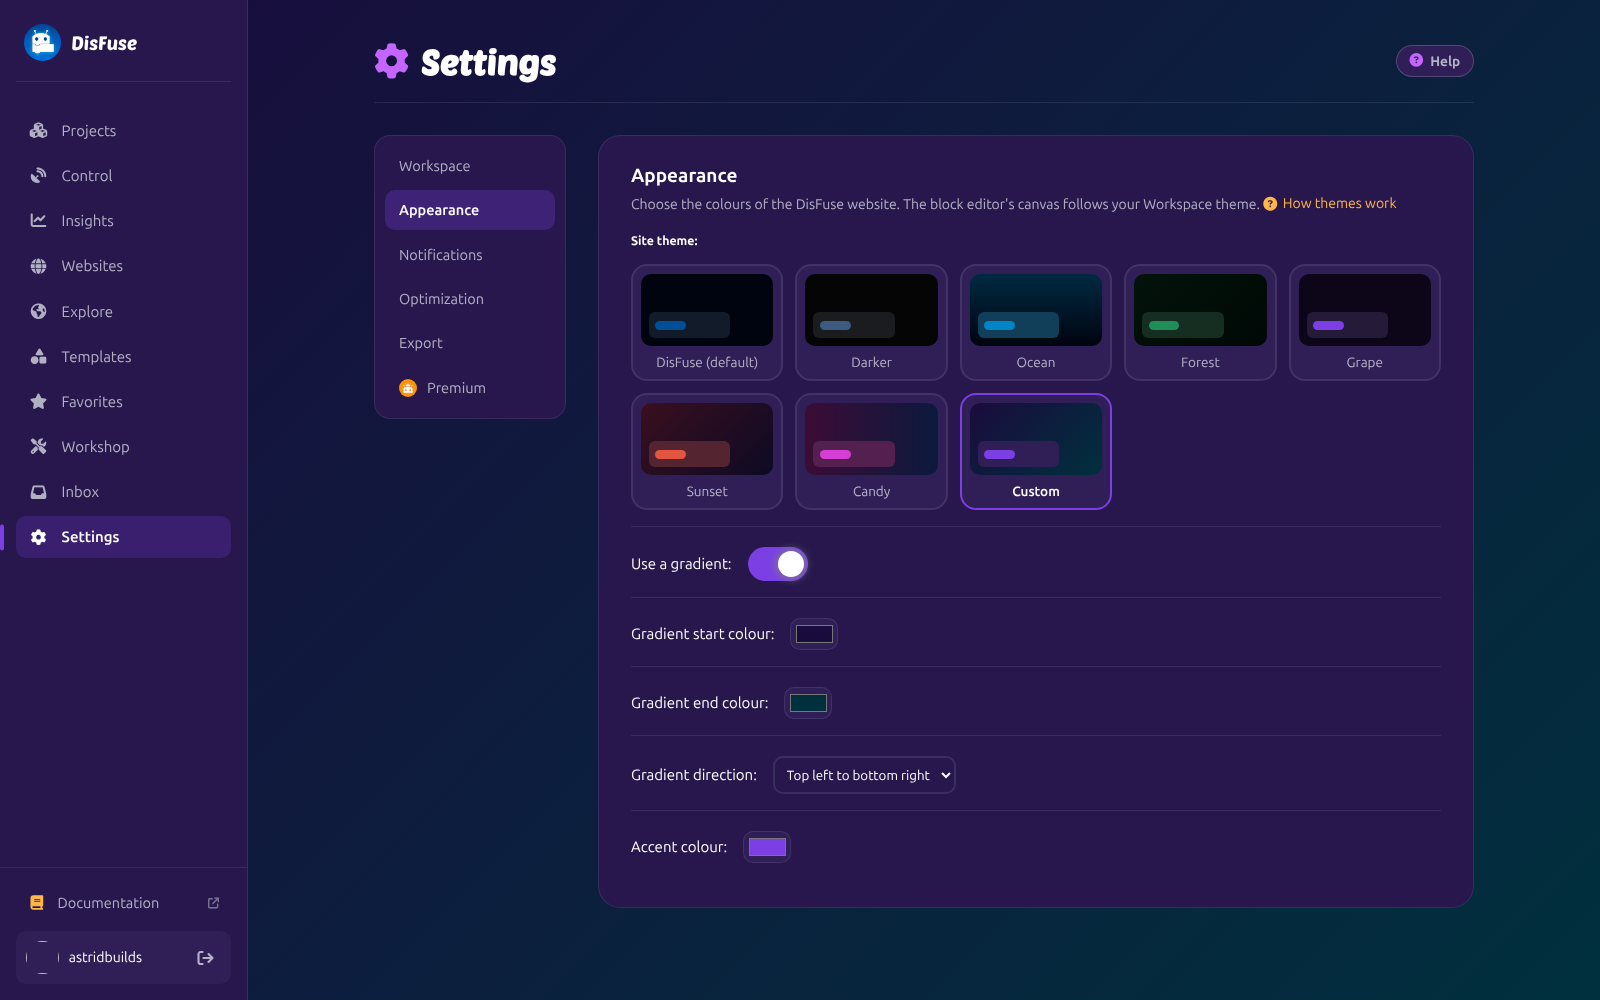 DisFuse
Projects
Control
Insights
Websites
Explore
Templates
Favorites
Workshop
Inbox
Settings
Documentation
astridbuilds
Settings
Help
Workspace
Appearance
Notifications
Optimization
Export
Premium
Appearance
Choose the colours of the DisFuse website. The block editor's canvas follows your Workspace theme. How themes work
Site theme:
DisFuse (default)
Darker
Ocean
Forest
Grape
Sunset
Candy
Custom
Use a gradient:
Gradient start colour:
Gradient end colour:
Gradient direction: Top left to bottom right
Accent colour: